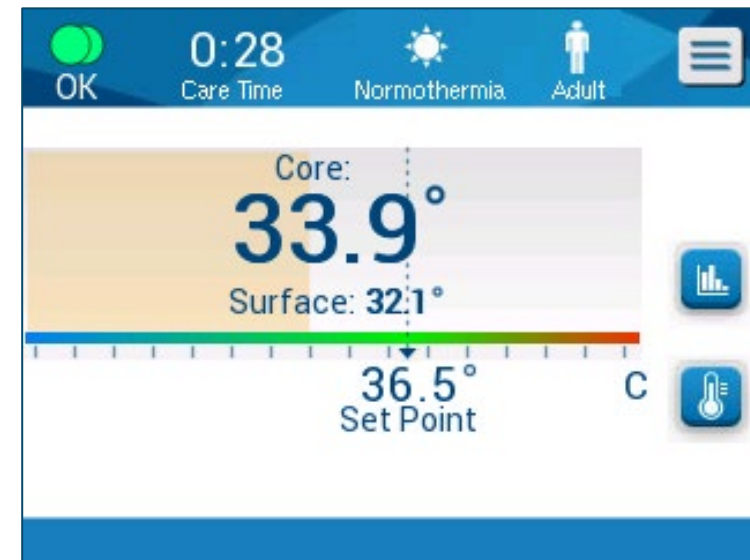 OK
0:28
Care Time
Normothermia
Adult
Core:
33.9°
Surface: 32.1°
36.5° C
Set Point